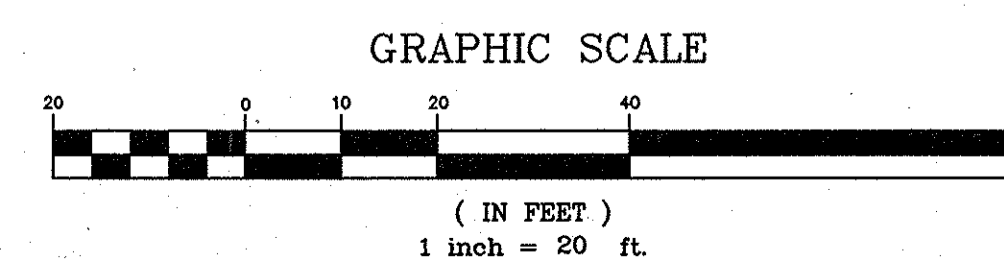 GRAPHIC SCALE
20 0 10 20 40
( IN FEET )
1 inch = 20 ft.